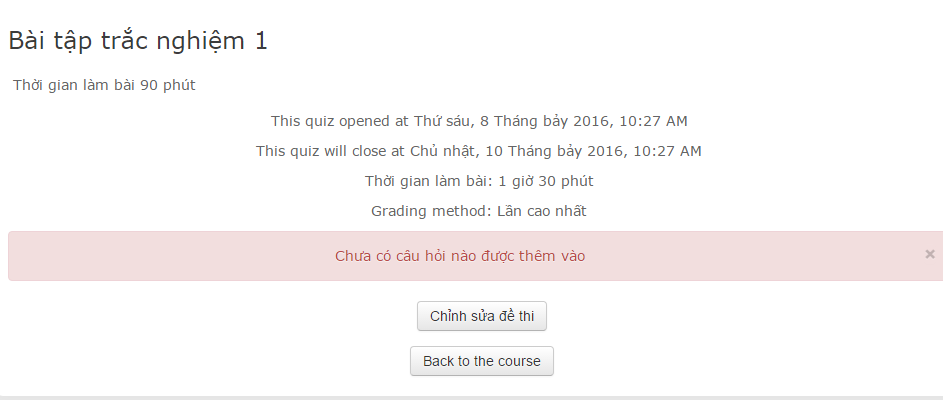 Bài tập trắc nghiệm 1
Thời gian làm bài 90 phút
This quiz opened at Thứ sáu, 8 Tháng bảy 2016, 10:27 AM
This quiz will close at Chủ nhật, 10 Tháng bảy 2016, 10:27 AM
Thời gian làm bài: 1 giờ 30 phút
Grading method: Lần cao nhất
Chưa có câu hỏi nào được thêm vào
×
Chỉnh sửa đề thi
Back to the course